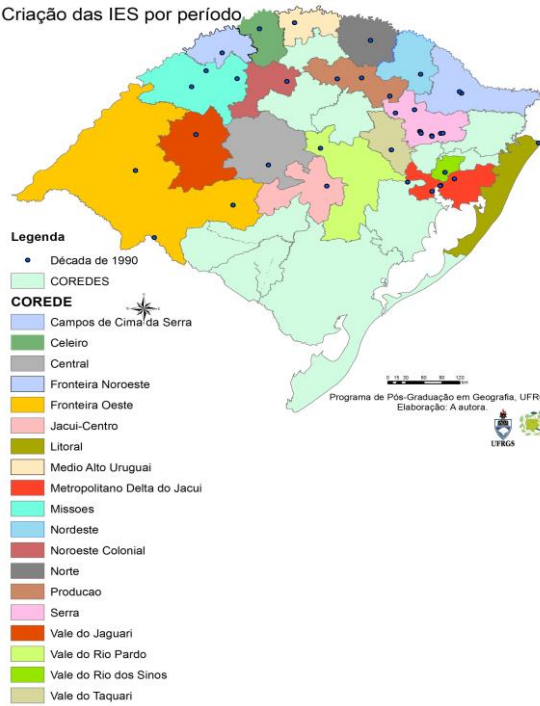 Criação das IES por período
Legenda
Década de 1990
COREDES
COREDE
Campos de Cima da Serra
Celeiro
Central
Fronteira Noroeste
Fronteira Oeste
Jacui-Centro
Litoral
Medio Alto Uruguai
Metropolitano Delta do Jacui
Missoes
Nordeste
Noroeste Colonial
Norte
Producao
Serra
Vale do Jaguari
Vale do Rio Pardo
Vale do Rio dos Sinos
Vale do Taquari
Programa de Pós-Graduação em Geografia, UFR
Elaboração: A autora.
UFRGS